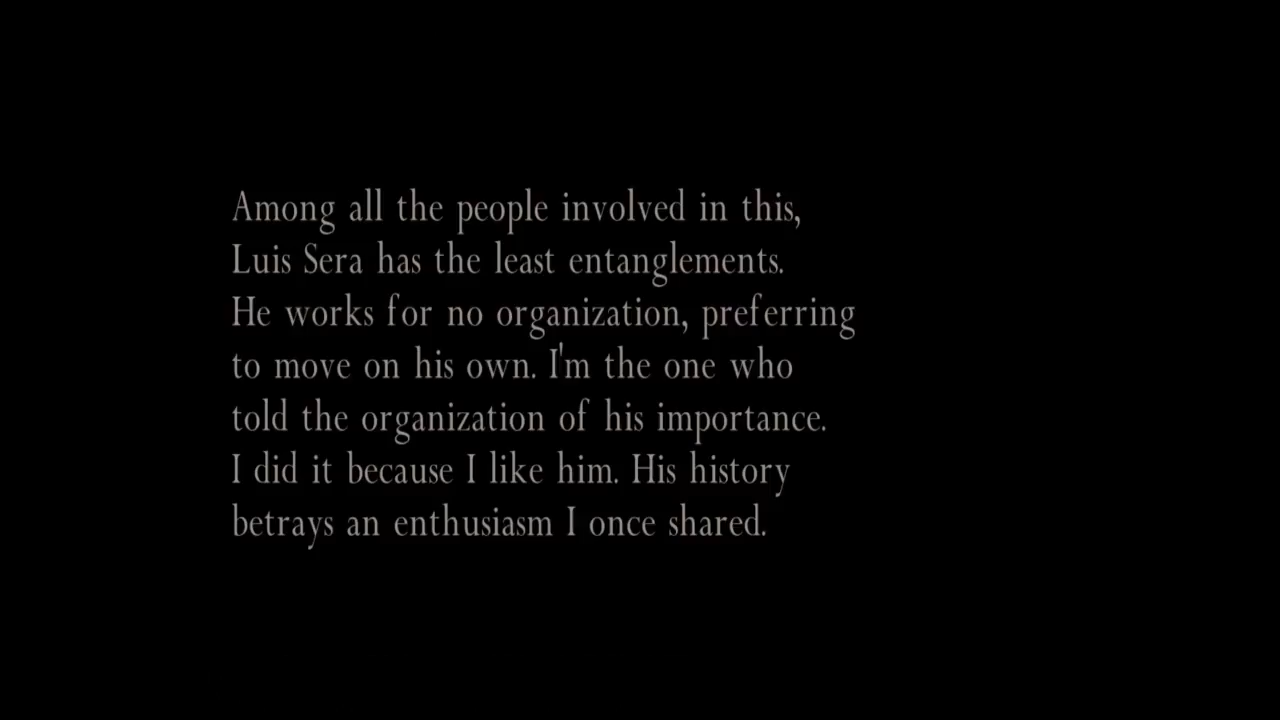 Among all the people involved in this,
Luis Sera has the least entanglements.
He works for no organization, preferring
to move on his own. I'm the one who
told the organization of his importance.
I did it because I like him. His history
betrays an enthusiasm I once shared.